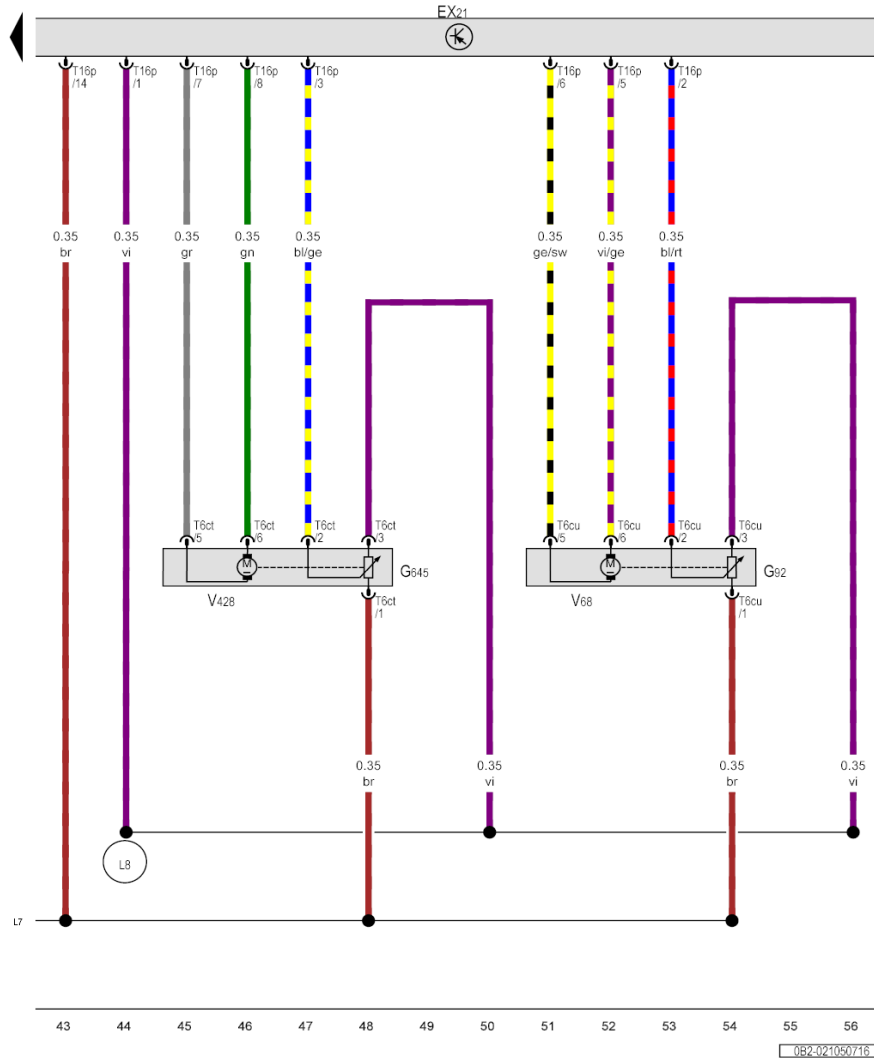 EX21
T16p /14
T16p /1
T16p /7
T16p /8
T16p /3
T16p /6
T16p /5
T16p /2
0.35 br
0.35 vi
0.35 gr
0.35 gn
0.35 bl/ge
0.35 ge/sw
0.35 vi/ge
0.35 bl/rt
T6ct /5
T6ct /6
T6ct /2
T6ct /3
T6cu /5
T6cu /6
T6cu /2
T6cu /3
M
G645
M
G92
V428
T6ct /1
V68
T6cu /1
0.35 br
0.35 vi
0.35 br
0.35 vi
L8
L7
43 44 45 46 47 48 49 50 51 52 53 54 55 56
0B2-021050716